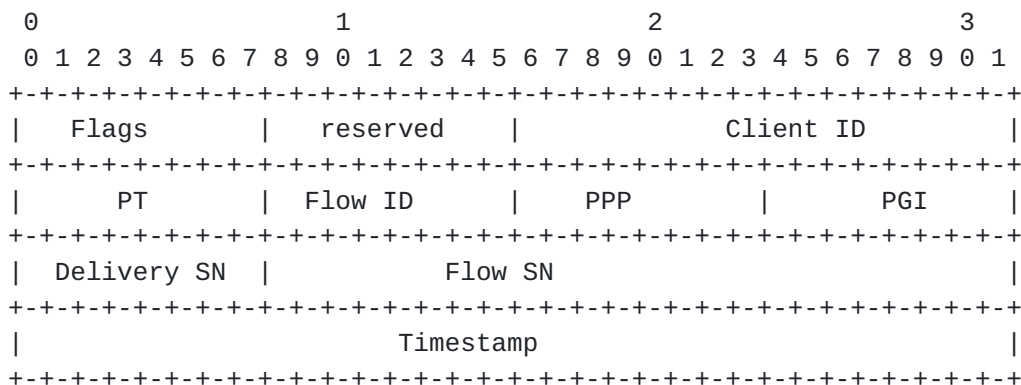 0                   1                   2                   3
0 1 2 3 4 5 6 7 8 9 0 1 2 3 4 5 6 7 8 9 0 1 2 3 4 5 6 7 8 9 0 1
+-+-+-+-+-+-+-+-+-+-+-+-+-+-+-+-+-+-+-+-+-+-+-+-+-+-+-+-+-+-+-+-+
|   Flags       |   reserved    |             Client ID         |
+-+-+-+-+-+-+-+-+-+-+-+-+-+-+-+-+-+-+-+-+-+-+-+-+-+-+-+-+-+-+-+-+
|      PT       |  Flow ID      |    PPP        |       PGI     |
+-+-+-+-+-+-+-+-+-+-+-+-+-+-+-+-+-+-+-+-+-+-+-+-+-+-+-+-+-+-+-+-+
|  Delivery SN  |           Flow SN                             |
+-+-+-+-+-+-+-+-+-+-+-+-+-+-+-+-+-+-+-+-+-+-+-+-+-+-+-+-+-+-+-+-+
|                        Timestamp                              |
+-+-+-+-+-+-+-+-+-+-+-+-+-+-+-+-+-+-+-+-+-+-+-+-+-+-+-+-+-+-+-+-+